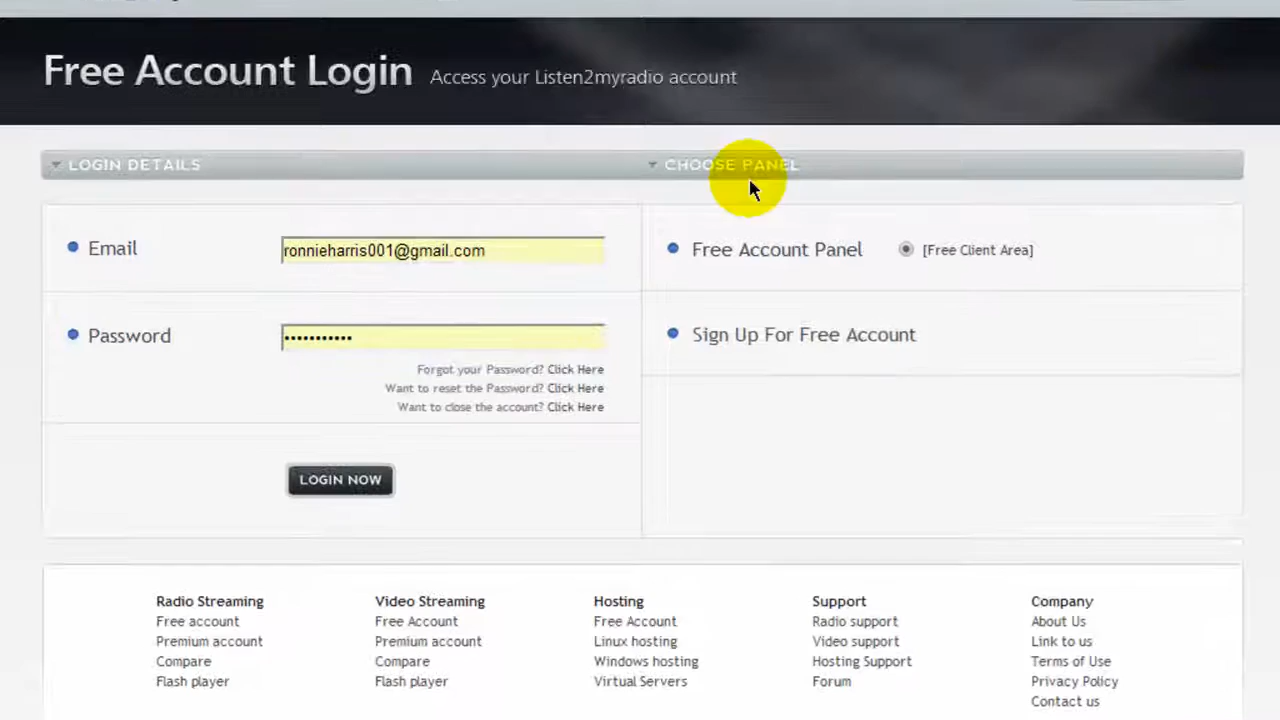 Free Account Login Access your Listen2myradio account
LOGIN DETAILS
CHOOSE PANEL
Email
ronnieharris001@gmail.com
Free Account Panel
[Free Client Area]
Password
•••••••••••
Sign Up For Free Account
Forgot your Password? Click Here
Want to reset the Password? Click Here
Want to close the account? Click Here
LOGIN NOW
Radio Streaming
Free account
Premium account
Compare
Flash player
Video Streaming
Free Account
Premium account
Compare
Flash player
Hosting
Free Account
Linux hosting
Windows hosting
Virtual Servers
Support
Radio support
Video support
Hosting Support
Forum
Company
About Us
Link to us
Terms of Use
Privacy Policy
Contact us